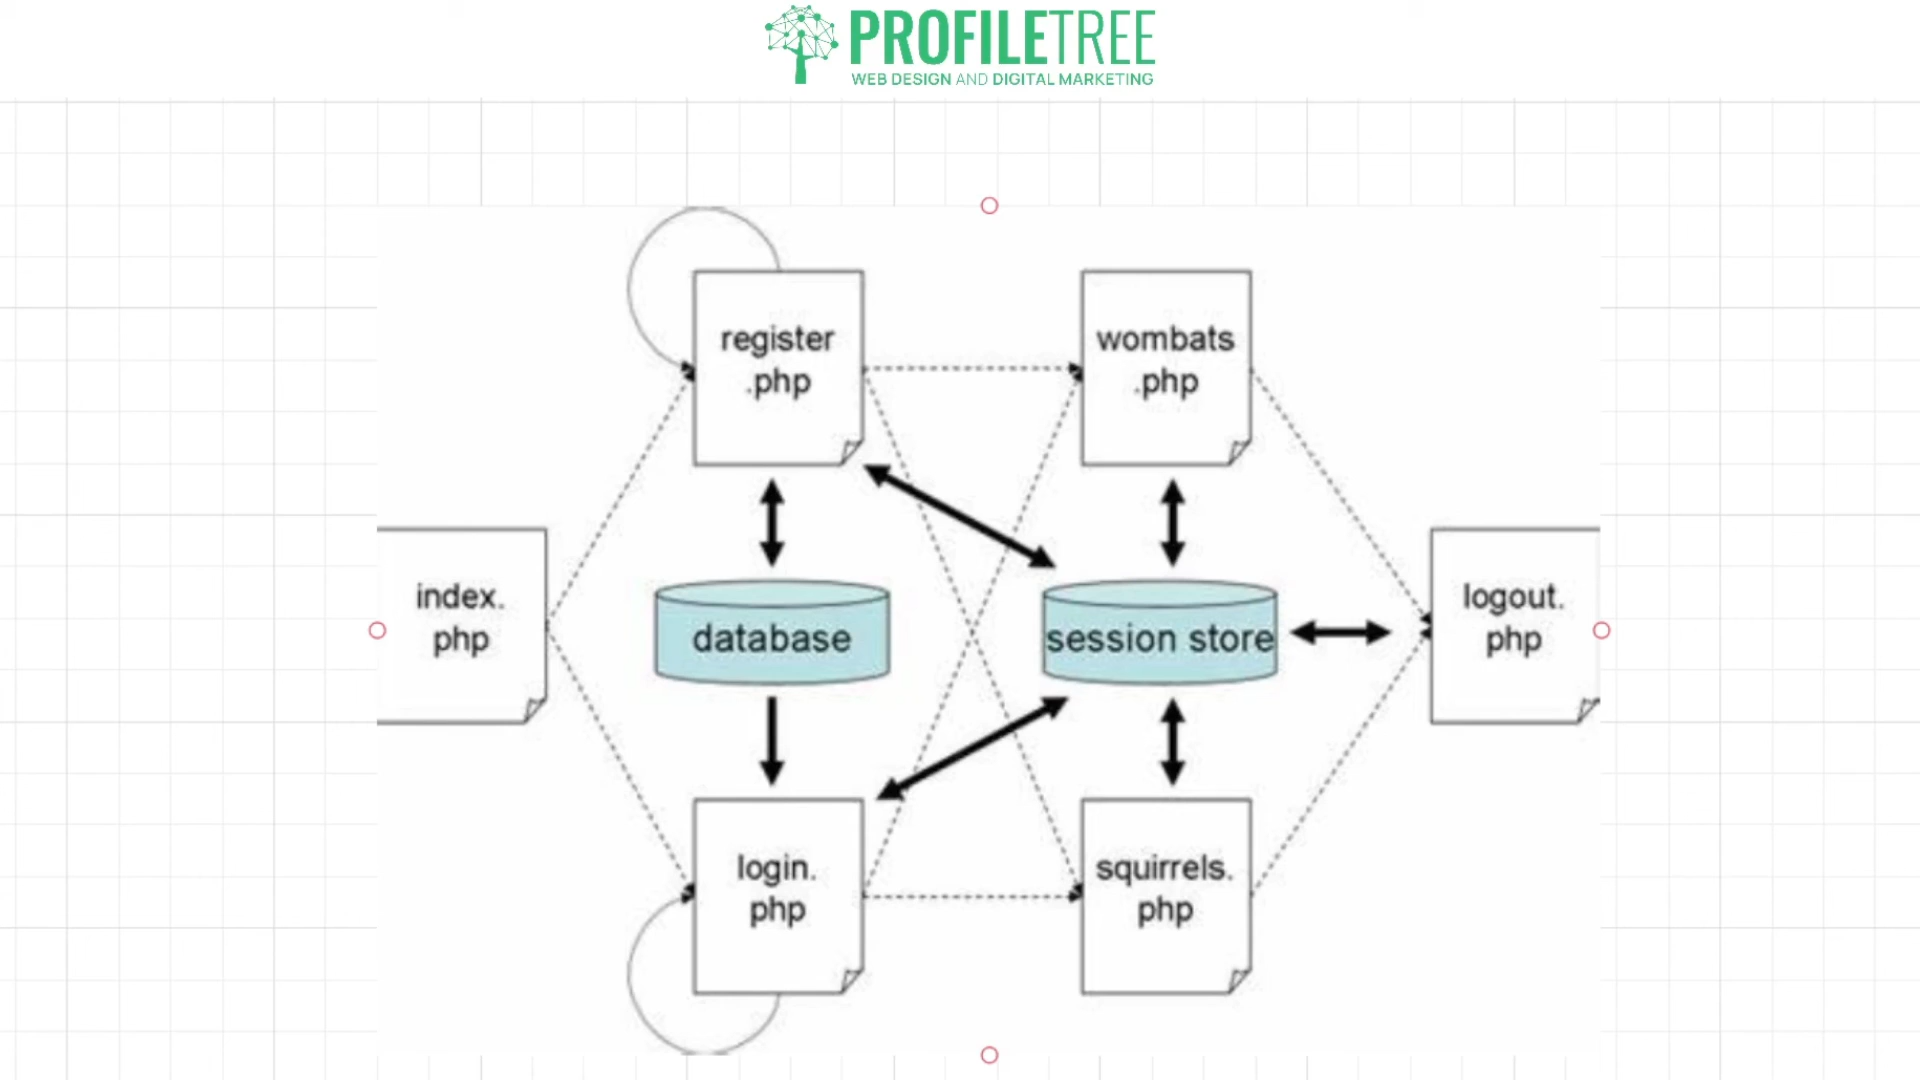 PROFILETREE
WEB DESIGN AND DIGITAL MARKETING
register
.php
wombats
.php
index.
php
database
session store
logout.
php
login.
php
squirrels.
php